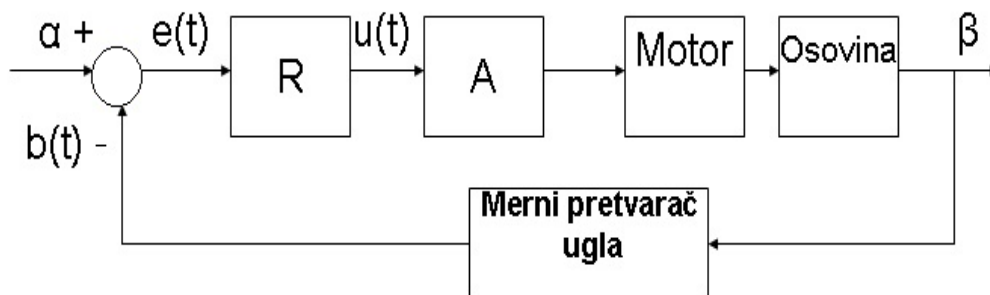 α +
e(t)
R
u(t)
A
Motor
Osovina
β
b(t) -
Merni pretvarač
ugla